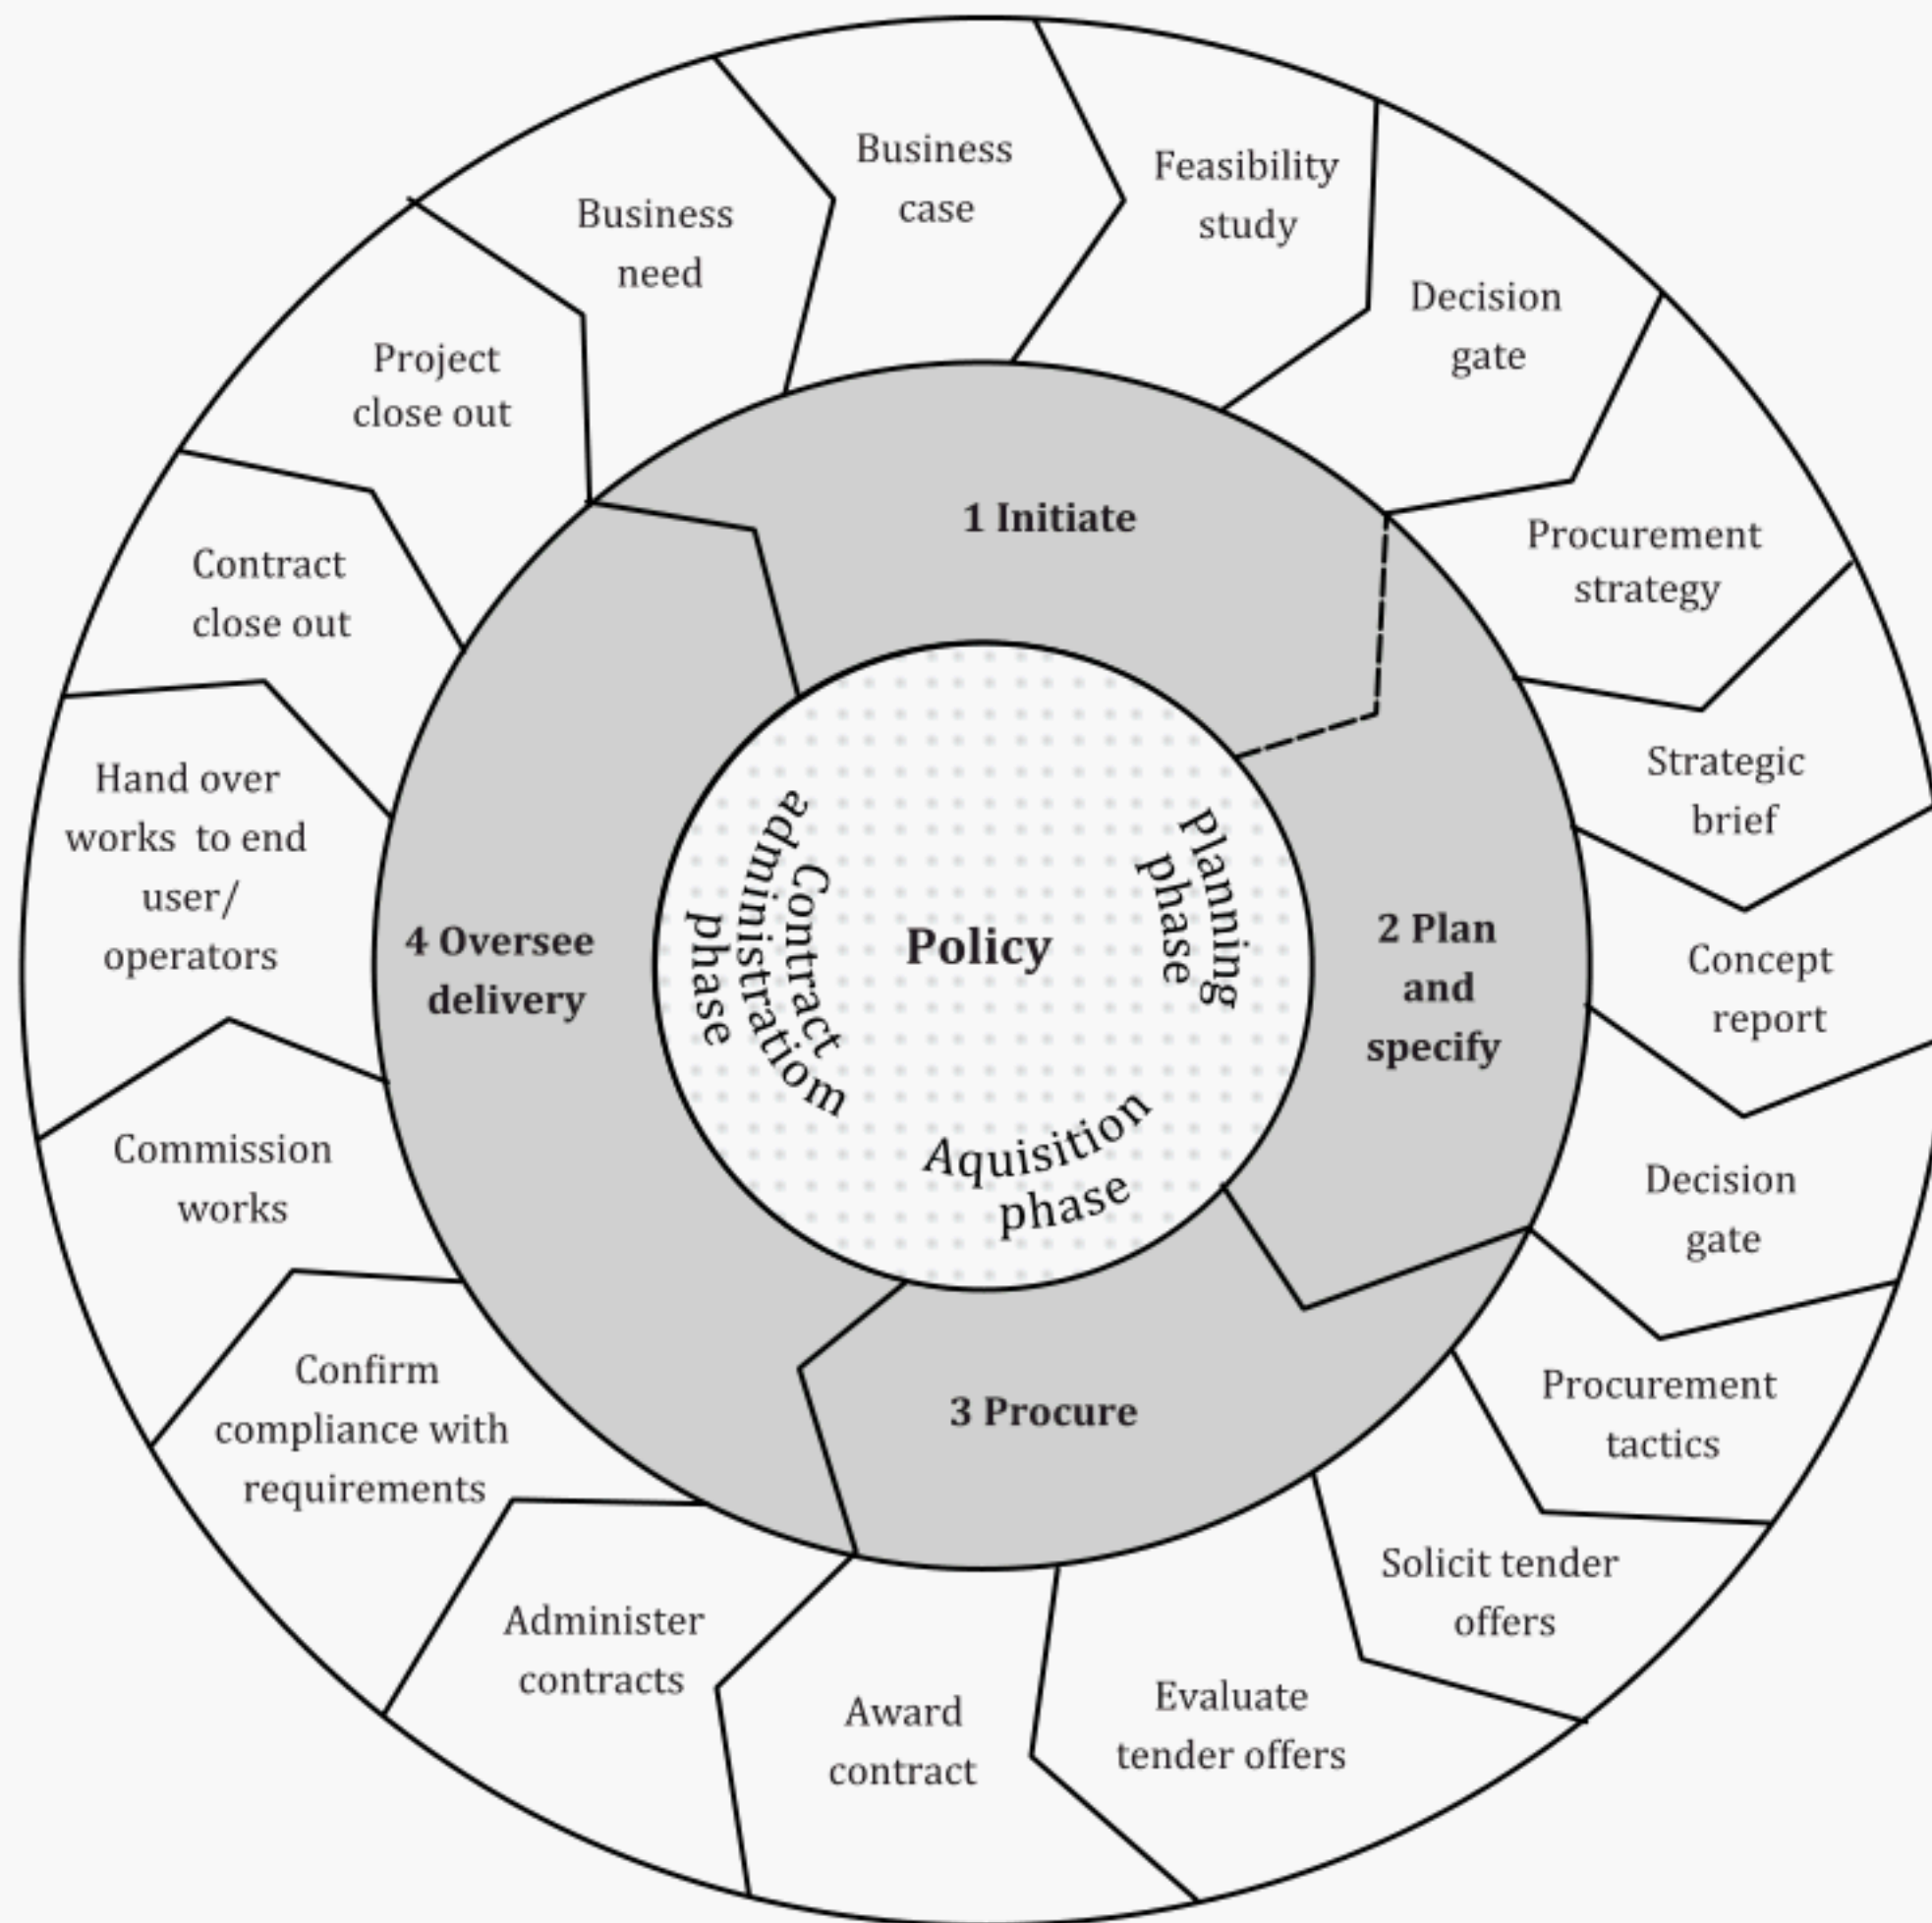 Business
case
Feasibility
study
Decision
gate
Procurement
strategy
Strategic
brief
Concept
report
Decision
gate
Procurement
tactics
Solicit tender
offers
Evaluate
tender offers
Award
contract
Administer
contracts
Confirm
compliance with
requirements
Commission
works
Hand over
works to end
user/
operators
Contract
close out
Project
close out
Business
need
1 Initiate
2 Plan
and
specify
3 Procure
4 Oversee
delivery
Policy
Planning
phase
Aquisition
phase
Contract
administratiom
phase